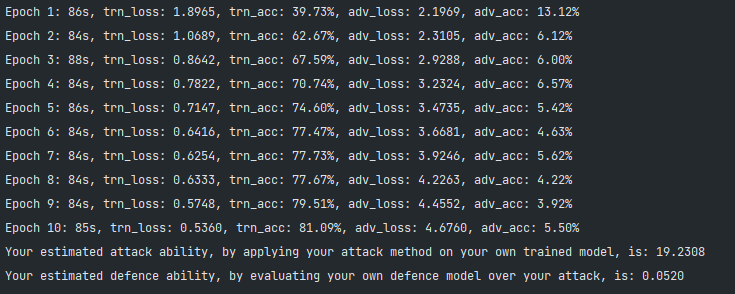 Epoch 1: 86s, trn_loss: 1.8965, trn_acc: 39.73%, adv_loss: 2.1969, adv_acc: 13.12%
Epoch 2: 84s, trn_loss: 1.0689, trn_acc: 62.67%, adv_loss: 2.3105, adv_acc: 6.12%
Epoch 3: 88s, trn_loss: 0.8642, trn_acc: 67.59%, adv_loss: 2.9288, adv_acc: 6.00%
Epoch 4: 84s, trn_loss: 0.7822, trn_acc: 70.74%, adv_loss: 3.2324, adv_acc: 6.57%
Epoch 5: 86s, trn_loss: 0.7147, trn_acc: 74.60%, adv_loss: 3.4735, adv_acc: 5.42%
Epoch 6: 84s, trn_loss: 0.6416, trn_acc: 77.47%, adv_loss: 3.6681, adv_acc: 4.63%
Epoch 7: 84s, trn_loss: 0.6254, trn_acc: 77.73%, adv_loss: 3.9246, adv_acc: 5.62%
Epoch 8: 84s, trn_loss: 0.6333, trn_acc: 77.67%, adv_loss: 4.2263, adv_acc: 4.22%
Epoch 9: 84s, trn_loss: 0.5748, trn_acc: 79.51%, adv_loss: 4.4552, adv_acc: 3.92%
Epoch 10: 85s, trn_loss: 0.5360, trn_acc: 81.09%, adv_loss: 4.6760, adv_acc: 5.50%
Your estimated attack ability, by applying your attack method on your own trained model, is: 19.2308
Your estimated defence ability, by evaluating your own defence model over your attack, is: 0.0520